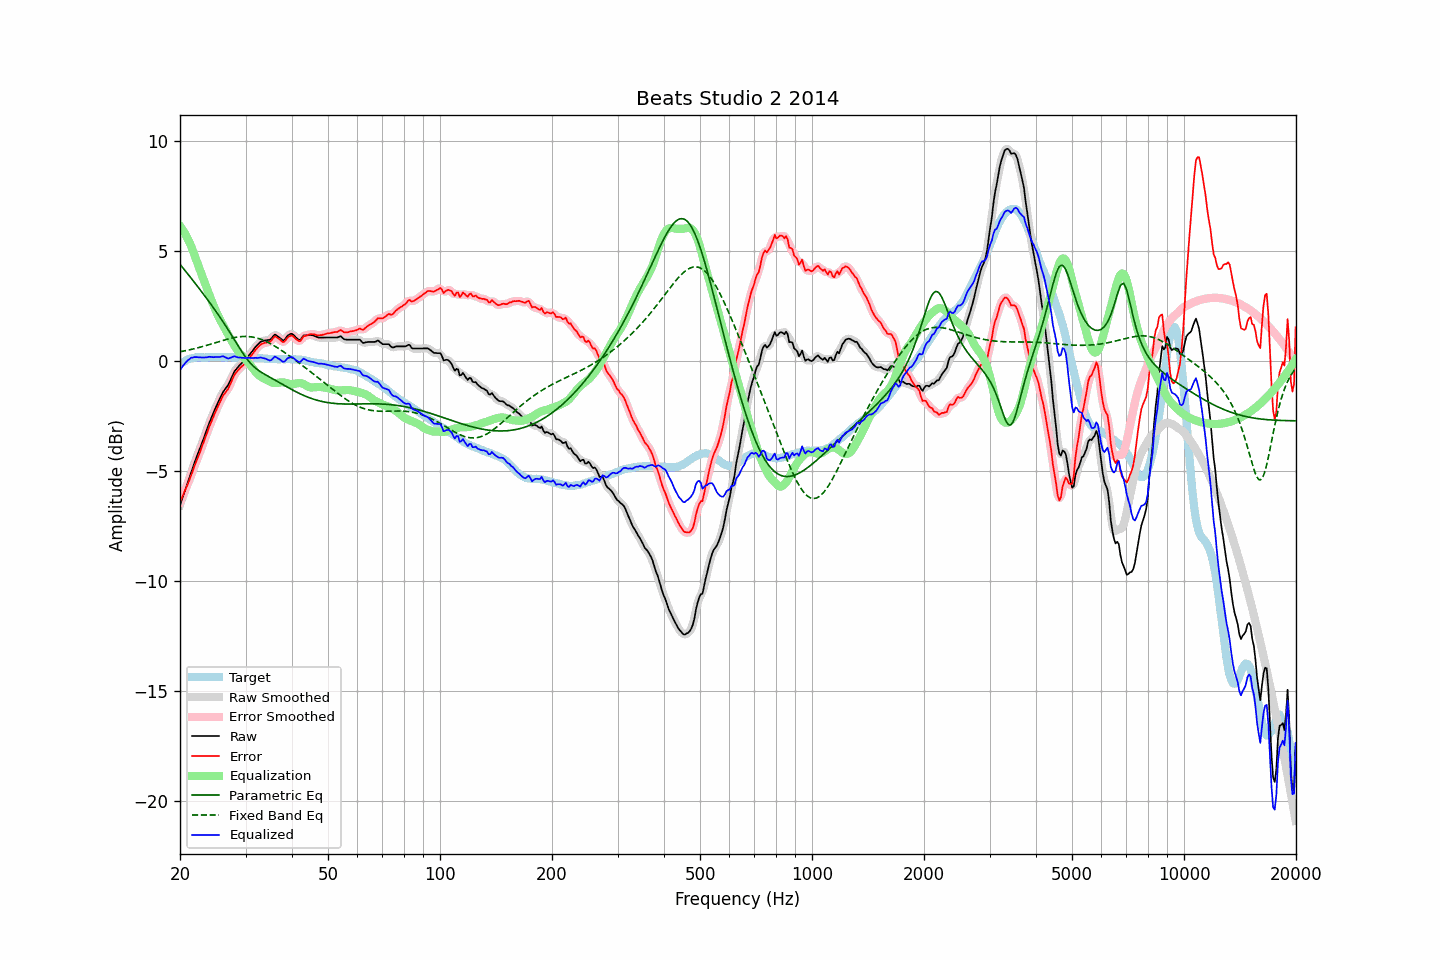 Beats Studio 2 2014
Amplitude (dBr)
10
5
0
−5
−10
−15
−20
Target
Raw Smoothed
Error Smoothed
Raw
Error
Equalization
Parametric Eq
Fixed Band Eq
Equalized
20 50 100 200 500 1000 2000 5000 10000 20000
Frequency (Hz)